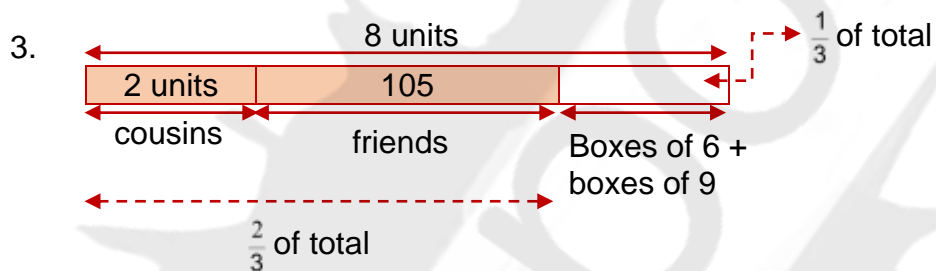 3.
8 units
1/3 of total
2 units 105
cousins friends Boxes of 6 +
boxes of 9
2/3 of total